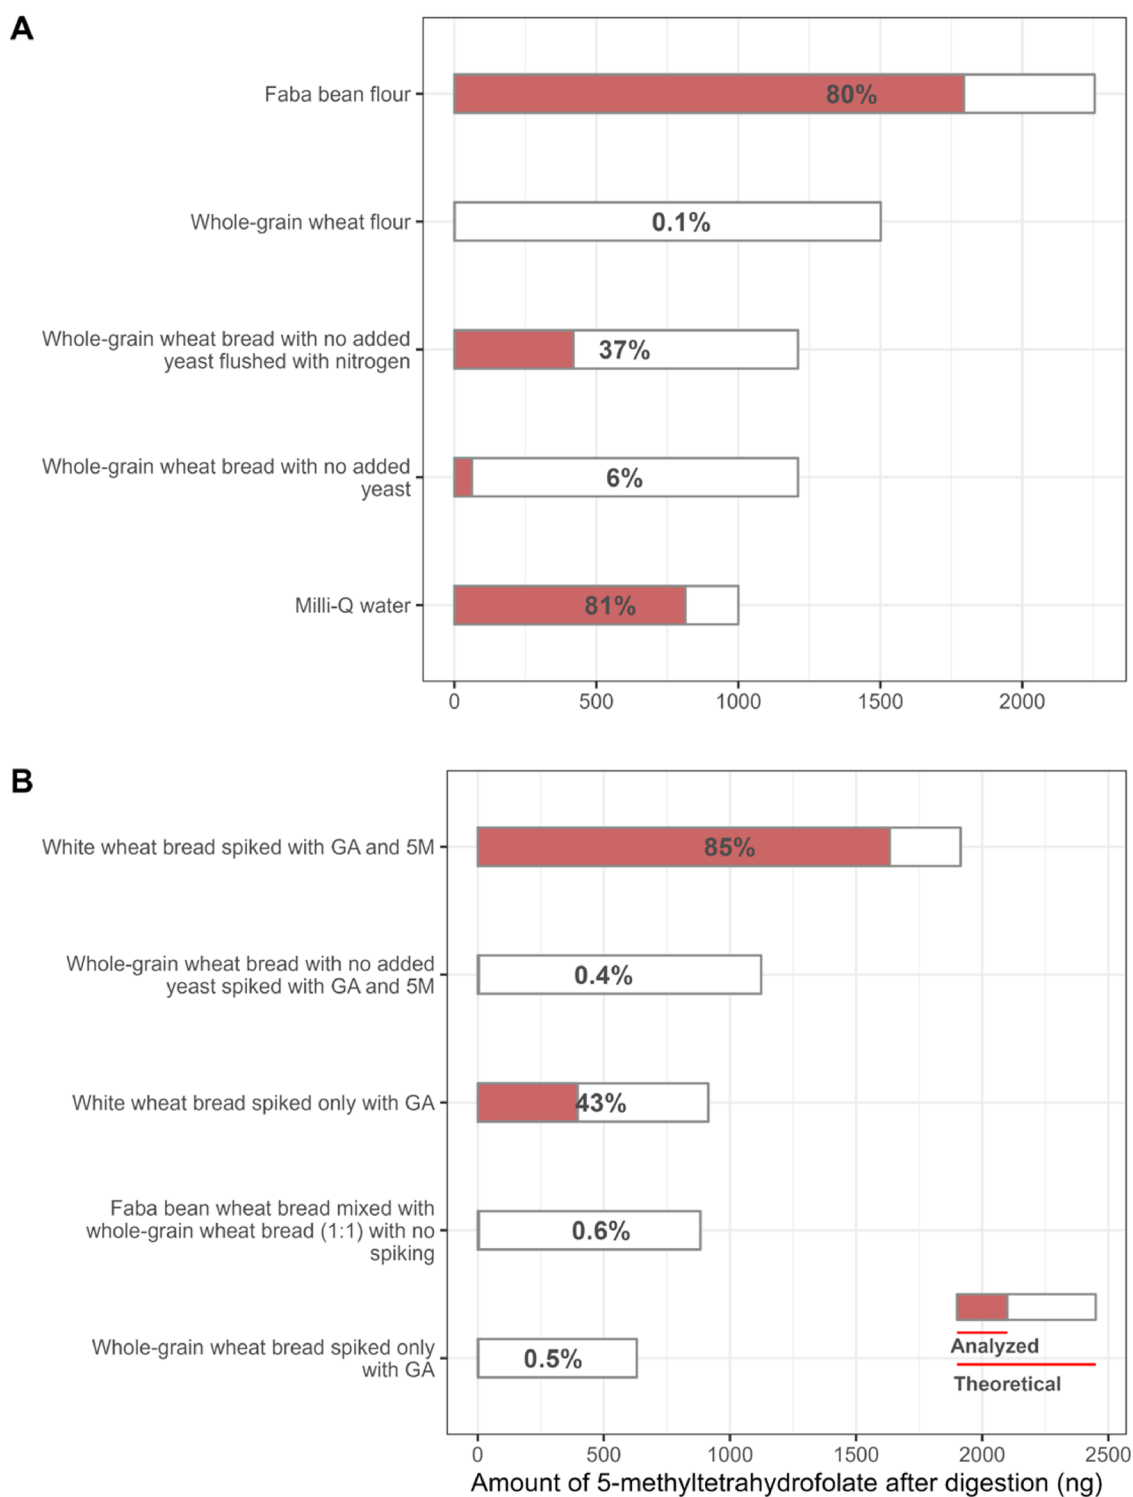 A
Faba bean flour
80%
Whole-grain wheat flour
0.1%
Whole-grain wheat bread with no added
yeast flushed with nitrogen
37%
Whole-grain wheat bread with no added
yeast
6%
Milli-Q water
81%
0 500 1000 1500 2000
B
White wheat bread spiked with GA and 5M
85%
Whole-grain wheat bread with no added
yeast spiked with GA and 5M
0.4%
White wheat bread spiked only with GA
43%
Faba bean wheat bread mixed with
whole-grain wheat bread (1:1) with no
spiking
0.6%
Whole-grain wheat bread spiked only
with GA
0.5%
Analyzed
Theoretical
0 500 1000 1500 2000 2500
Amount of 5-methyltetrahydrofolate after digestion (ng)